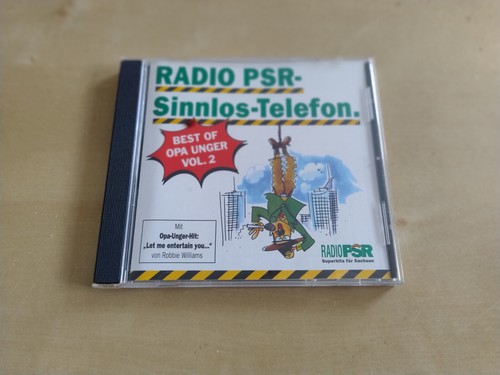 RADIO PSR-
Sinnlos-Telefon.
BEST OF
OPA UNGER
VOL. 2
Mit
Opa-Unger-Hit:
„Let me entertain you..."
von Robbie Williams
RADIO PSR
Superhits für Sachsen